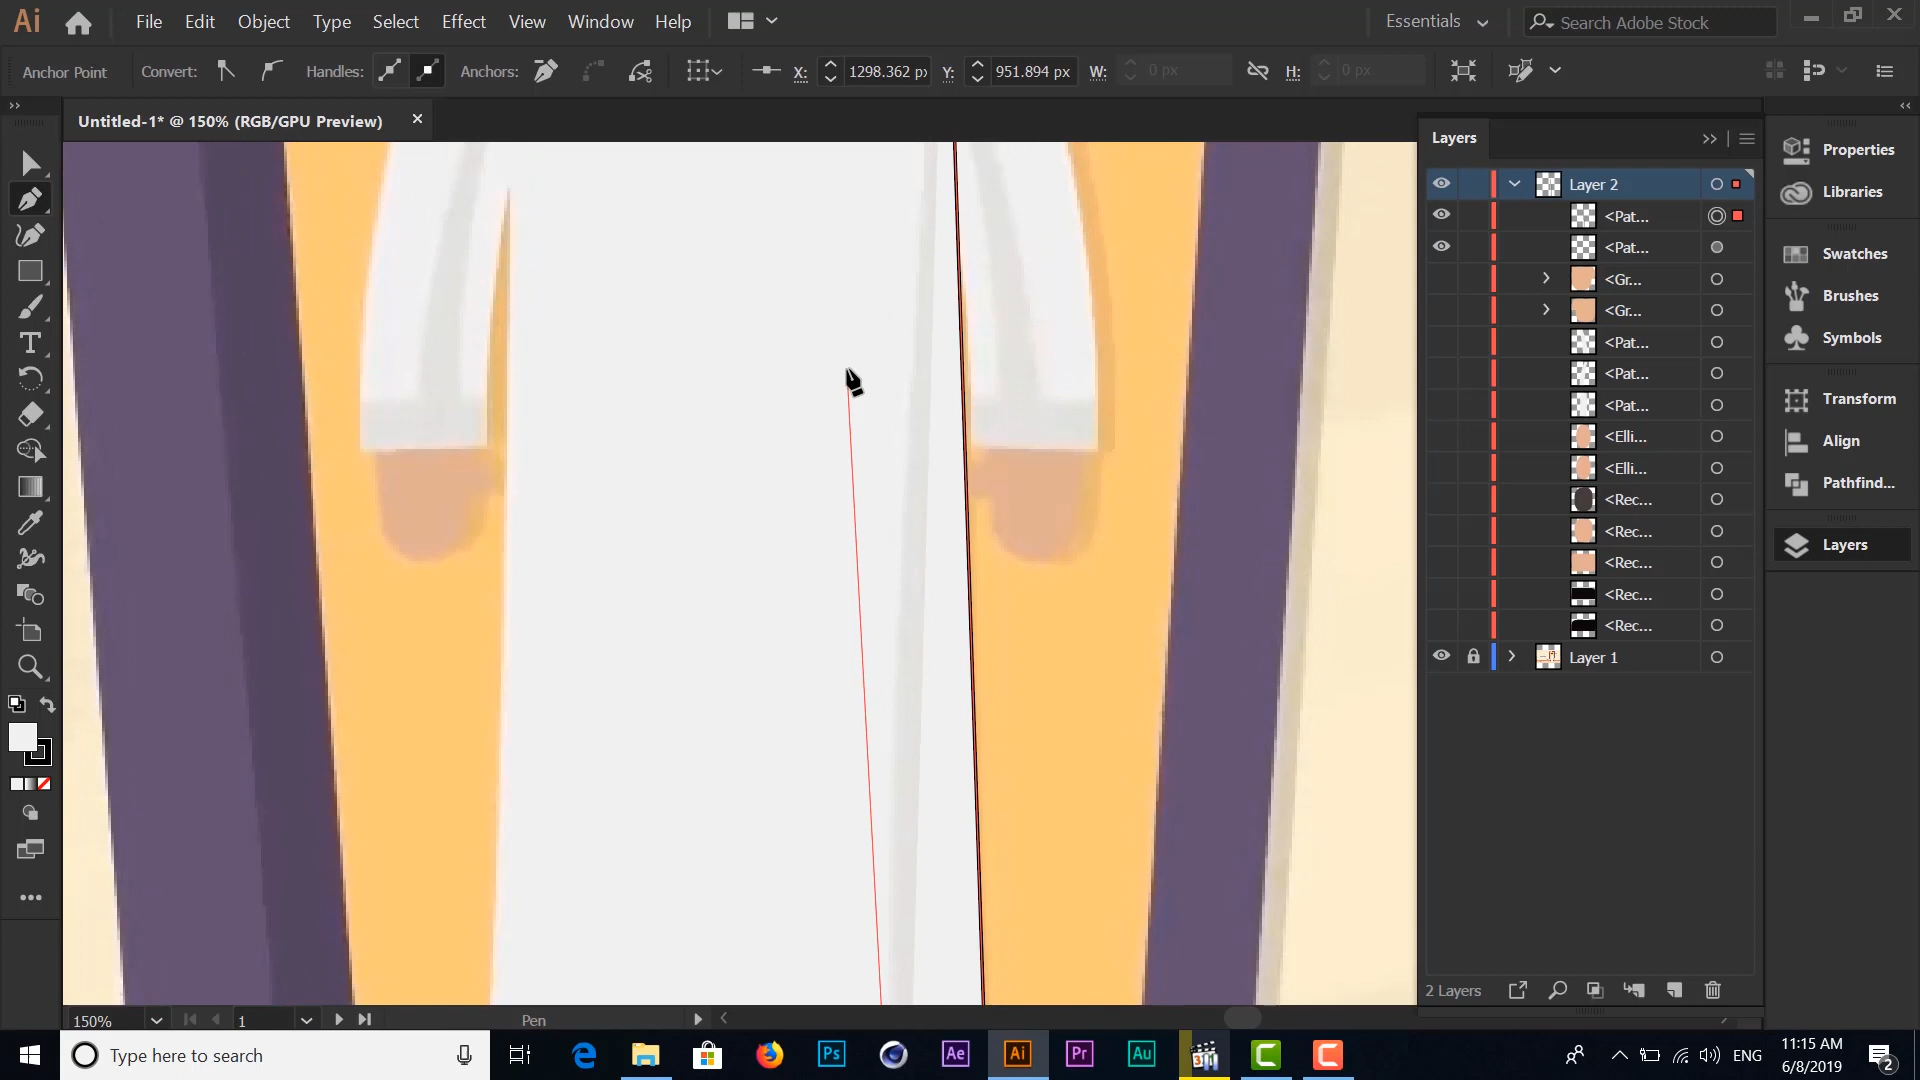 Ai File Edit Object Type Select Effect View Window Help Essentials Search Adobe Stock
Anchor Point Convert: Handles: Anchors: X: 1298.362 px Y: 951.894 px W: 0 px H: 0 px
Untitled-1* @ 150% (RGB/GPU Preview)
Layers
Layer 2
<Pat...
<Pat...
<Gr...
<Gr...
<Pat...
<Pat...
<Pat...
<Elli...
<Elli...
<Rec...
<Rec...
<Rec...
<Rec...
<Rec...
Layer 1
2 Layers
Properties
Libraries
Swatches
Brushes
Symbols
Transform
Align
Pathfind...
Layers
150% 1 Pen
Type here to search
Ps Ae Ai Pr Au
ENG
11:15 AM
6/8/2019
2